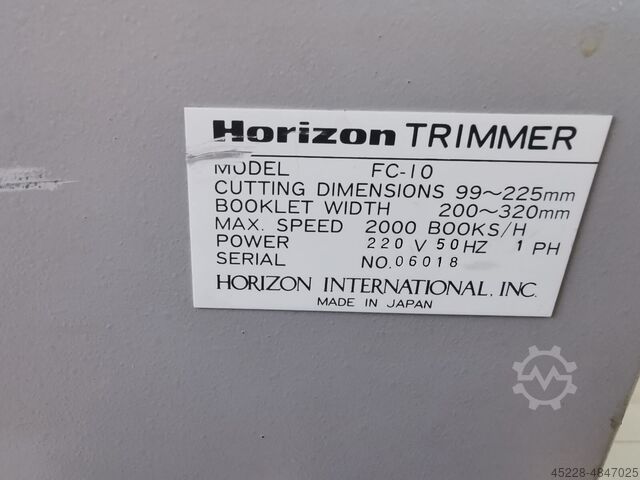 Horizon TRIMMER
MODEL FC-10
CUTTING DIMENSIONS 99~225mm
BOOKLET WIDTH 200~320mm
MAX. SPEED 2000 BOOKS/H
POWER 220 V 50HZ 1 PH
SERIAL NO. 06018
HORIZON INTERNATIONAL, INC.
MADE IN JAPAN
45228-4847025